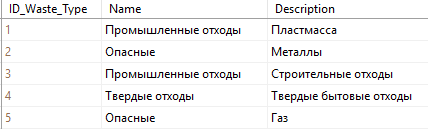 ID_Waste_Type Name Description
1 Промышленные отходы Пластмасса
2 Опасные Металлы
3 Промышленные отходы Строительные отходы
4 Твердые отходы Твердые бытовые отходы
5 Опасные Газ